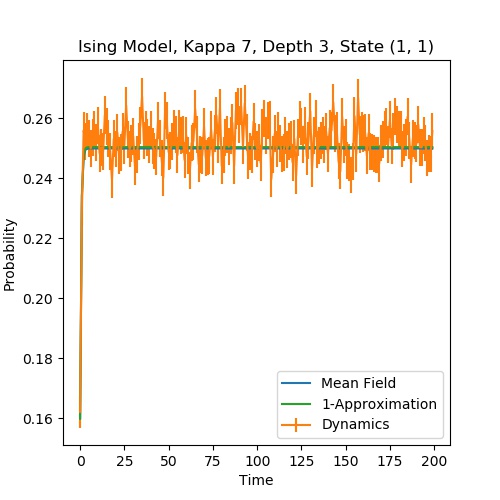 Ising Model, Kappa 7, Depth 3, State (1, 1)
Probability
0.26
0.24
0.22
0.20
0.18
0.16
Mean Field
1-Approximation
Dynamics
0 25 50 75 100 125 150 175 200
Time